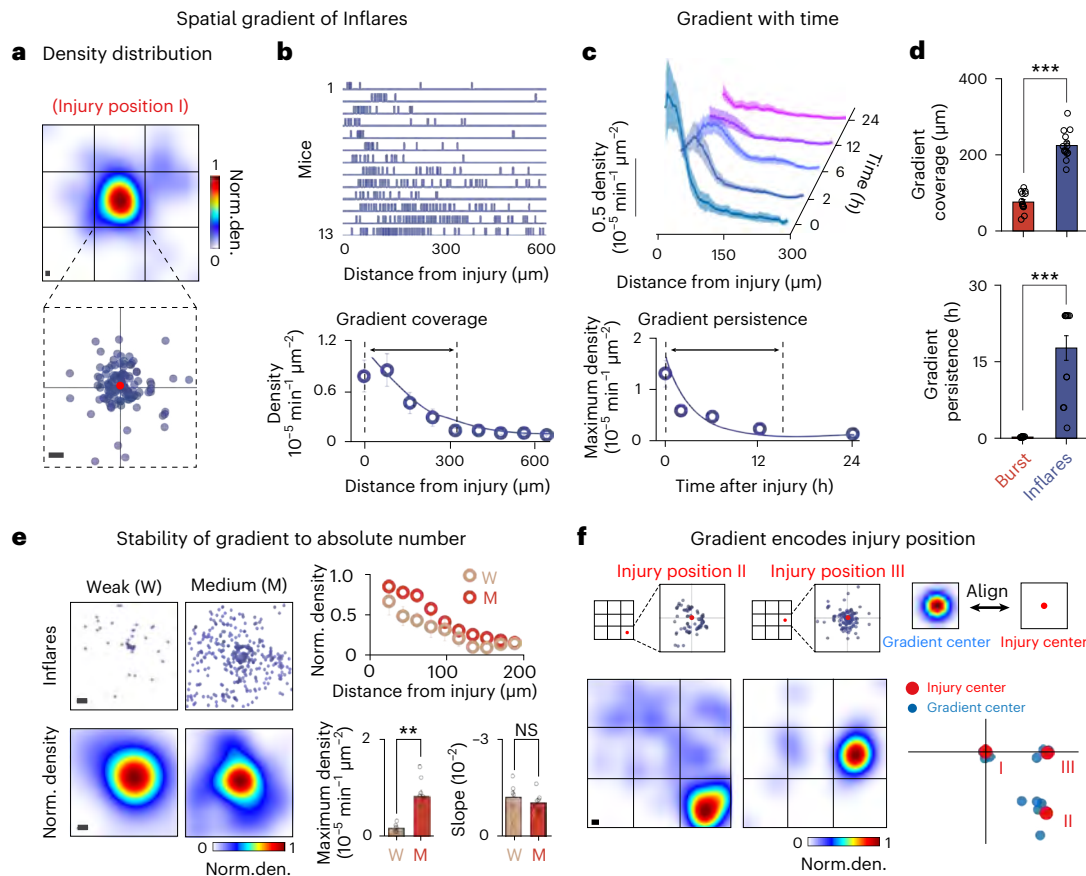 Spatial gradient of Inflares
Gradient with time
a Density distribution
(Injury position I)
1
0
Norm.den.
b
1
Mice
13
0 300 600
Distance from injury (µm)
Gradient coverage
1.2
0.6
0
Density
10⁻⁵ min⁻¹ µm⁻²)
0 200 400 600
Distance from injury (µm)
c
0.5 density
(10⁻⁵ min⁻¹ µm⁻²)
24
12
6
2
0
Time (h)
0 150 300
Distance from injury (µm)
Gradient persistence
2
1
0
Maximum density
(10⁻⁵ min⁻¹ µm⁻²)
0 12 24
Time after injury (h)
d
***
400
200
0
Gradient
coverage (µm)
***
30
15
0
Gradient
persistence (h)
Burst
Inflares
e Stability of gradient to absolute number
Weak (W) Medium (M)
Inflares
Norm. density
0 1
Norm.den.
1.0
0.5
0
Norm. density
W
M
0 100 200
Distance from injury (µm)
**
2
0
Maximum density
(10⁻⁵ min⁻¹ µm⁻²)
W M
NS
−3
0
Slope (10⁻²)
W M
f Gradient encodes injury position
Injury position II
Injury position III
Align
Gradient center
Injury center
Injury center
Gradient center
I
III
II
0 1
Norm.den.